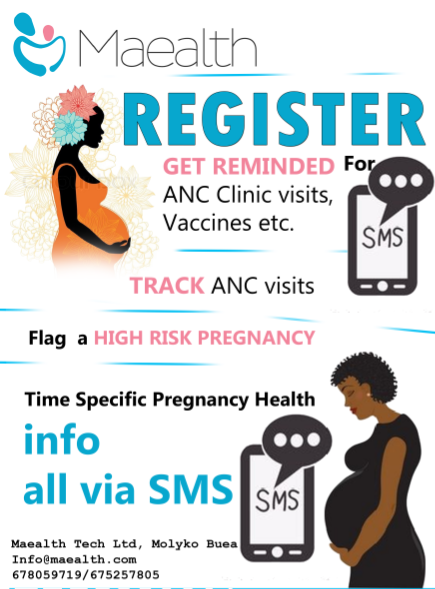 Maealth
REGISTER
GET REMINDED For
ANC Clinic visits,
Vaccines etc.
SMS
TRACK ANC visits
Flag a HIGH RISK PREGNANCY
Time Specific Pregnancy Health
info
all via SMS
SMS
Maealth Tech Ltd, Molyko Buea
Info@maealth.com
678059719/675257805